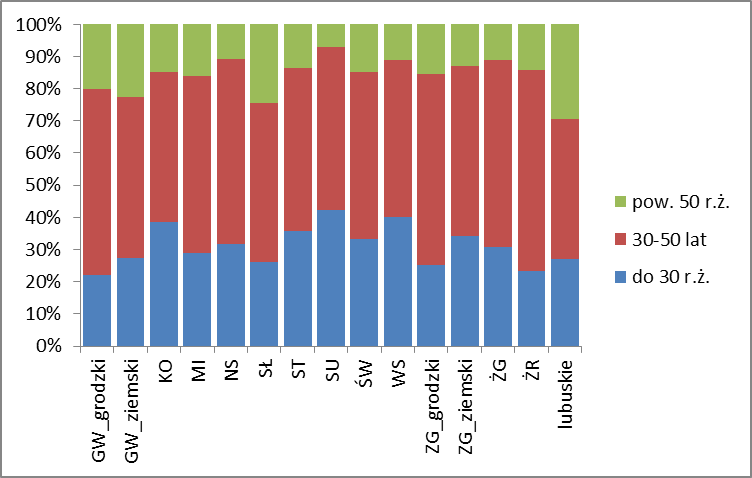 100%
90%
80%
70%
60%
50%
40%
30%
20%
10%
0%
GW_grodzki
GW_ziemski
KO
MI
NS
SŁ
ST
SU
ŚW
WS
ZG_grodzki
ZG_ziemski
ŻG
ŻR
lubuskie
pow. 50 r.ż.
30-50 lat
do 30 r.ż.